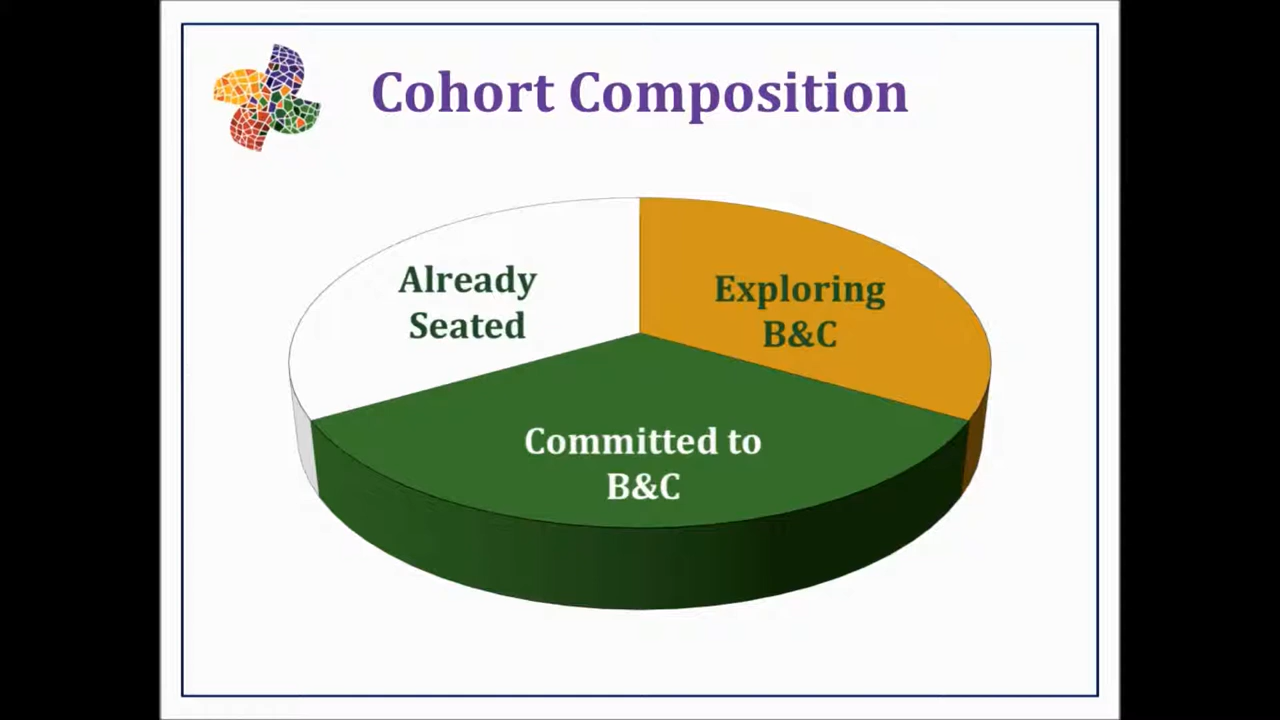 Cohort Composition
Already
Seated
Exploring
B&C
Committed to
B&C